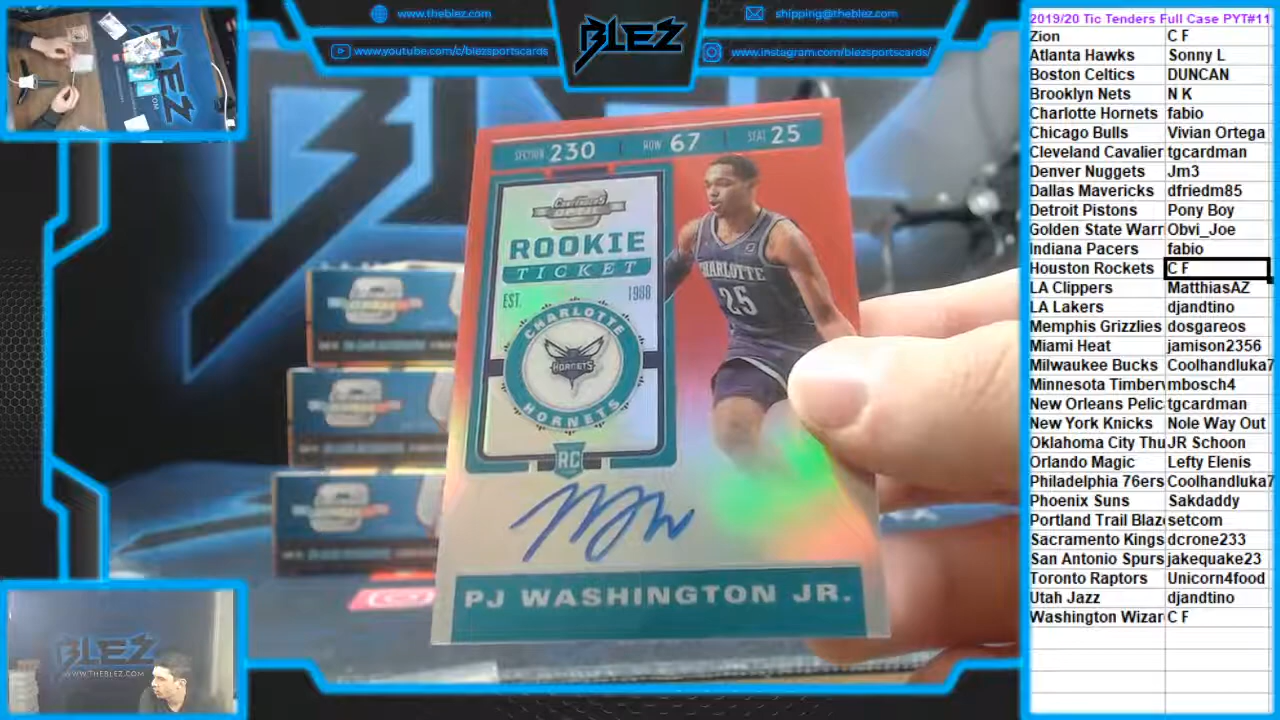 www.theblez.com
shipping@theblez.com
www.youtube.com/c/blezsportscards
www.instagram.com/blezsportscards/
BLEZ
SECTION 230 ROW 67 SEAT 25
ROOKIE
TICKET
EST. 1988
CHARLOTTE
HORNETS
HORNETS
RC
CHARLOTTE
25
PJ WASHINGTON JR.
BLEZ
WWW.THEBLEZ.COM
2019/20 Tic Tenders Full Case PYT#11
Zion C F
Atlanta Hawks Sonny L
Boston Celtics DUNCAN
Brooklyn Nets N K
Charlotte Hornets fabio
Chicago Bulls Vivian Ortega
Cleveland Cavalier tgcardman
Denver Nuggets Jm3
Dallas Mavericks dfriedm85
Detroit Pistons Pony Boy
Golden State Warr Obvi_Joe
Indiana Pacers fabio
Houston Rockets C F
LA Clippers MatthiasAZ
LA Lakers djandtino
Memphis Grizzlies dosgareos
Miami Heat jamison2356
Milwaukee Bucks Coolhandluka7
Minnesota Timberv mbosch4
New Orleans Pelic tgcardman
New York Knicks Nole Way Out
Oklahoma City Thu JR Schoon
Orlando Magic Lefty Elenis
Philadelphia 76ers Coolhandluka7
Phoenix Suns Sakdaddy
Portland Trail Blaz setcom
Sacramento Kings dcrone233
San Antonio Spurs jakequake23
Toronto Raptors Unicorn4food
Utah Jazz djandtino
Washington Wizar C F